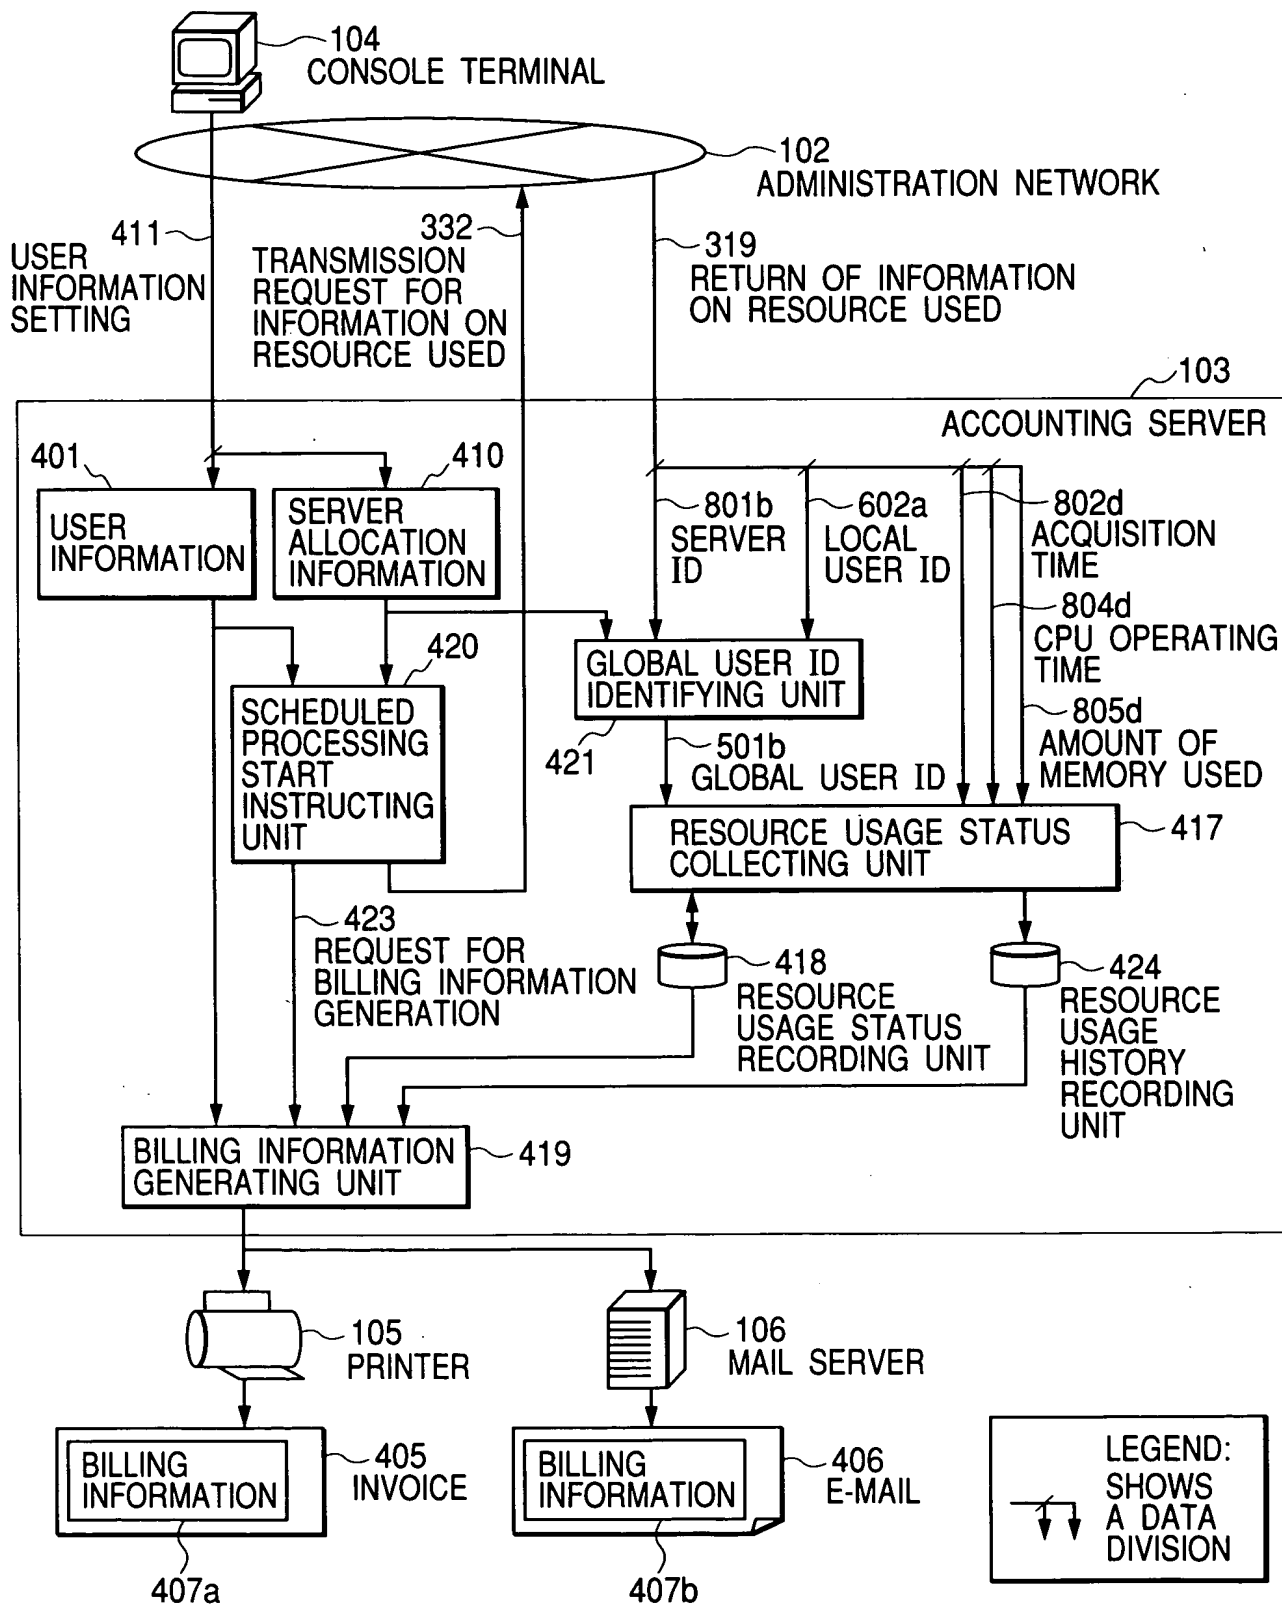 104
CONSOLE TERMINAL
102
ADMINISTRATION NETWORK
411
USER
INFORMATION
SETTING
332
TRANSMISSION
REQUEST FOR
INFORMATION ON
RESOURCE USED
319
RETURN OF INFORMATION
ON RESOURCE USED
103
ACCOUNTING SERVER
401
USER
INFORMATION
410
SERVER
ALLOCATION
INFORMATION
801b
SERVER
ID
602a
LOCAL
USER ID
802d
ACQUISITION
TIME
804d
CPU OPERATING
TIME
805d
AMOUNT OF
MEMORY USED
420
SCHEDULED
PROCESSING
START
INSTRUCTING
UNIT
GLOBAL USER ID
IDENTIFYING UNIT
421
501b
GLOBAL USER ID
RESOURCE USAGE STATUS
COLLECTING UNIT
417
423
REQUEST FOR
BILLING INFORMATION
GENERATION
418
RESOURCE
USAGE STATUS
RECORDING UNIT
424
RESOURCE
USAGE
HISTORY
RECORDING
UNIT
BILLING INFORMATION
GENERATING UNIT
419
105
PRINTER
106
MAIL SERVER
BILLING
INFORMATION
405
INVOICE
407a
BILLING
INFORMATION
406
E-MAIL
407b
LEGEND:
SHOWS
A DATA
DIVISION